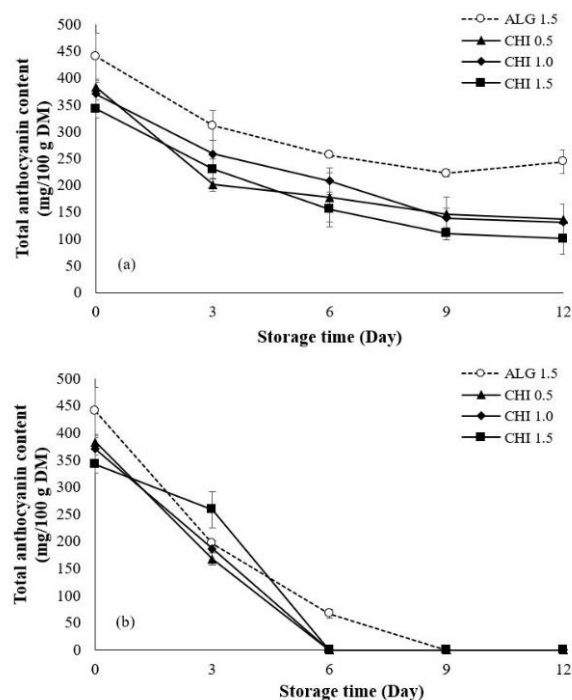 Total anthocyanin content
(mg/100 g DM)
500
450
400
350
300
250
200
150
100
50
0
ALG 1.5
CHI 0.5
CHI 1.0
CHI 1.5
(a)
0
3
6
9
12
Storage time (Day)
Total anthocyanin content
(mg/100 g DM)
500
450
400
350
300
250
200
150
100
50
0
ALG 1.5
CHI 0.5
CHI 1.0
CHI 1.5
(b)
0
3
6
9
12
Storage time (Day)